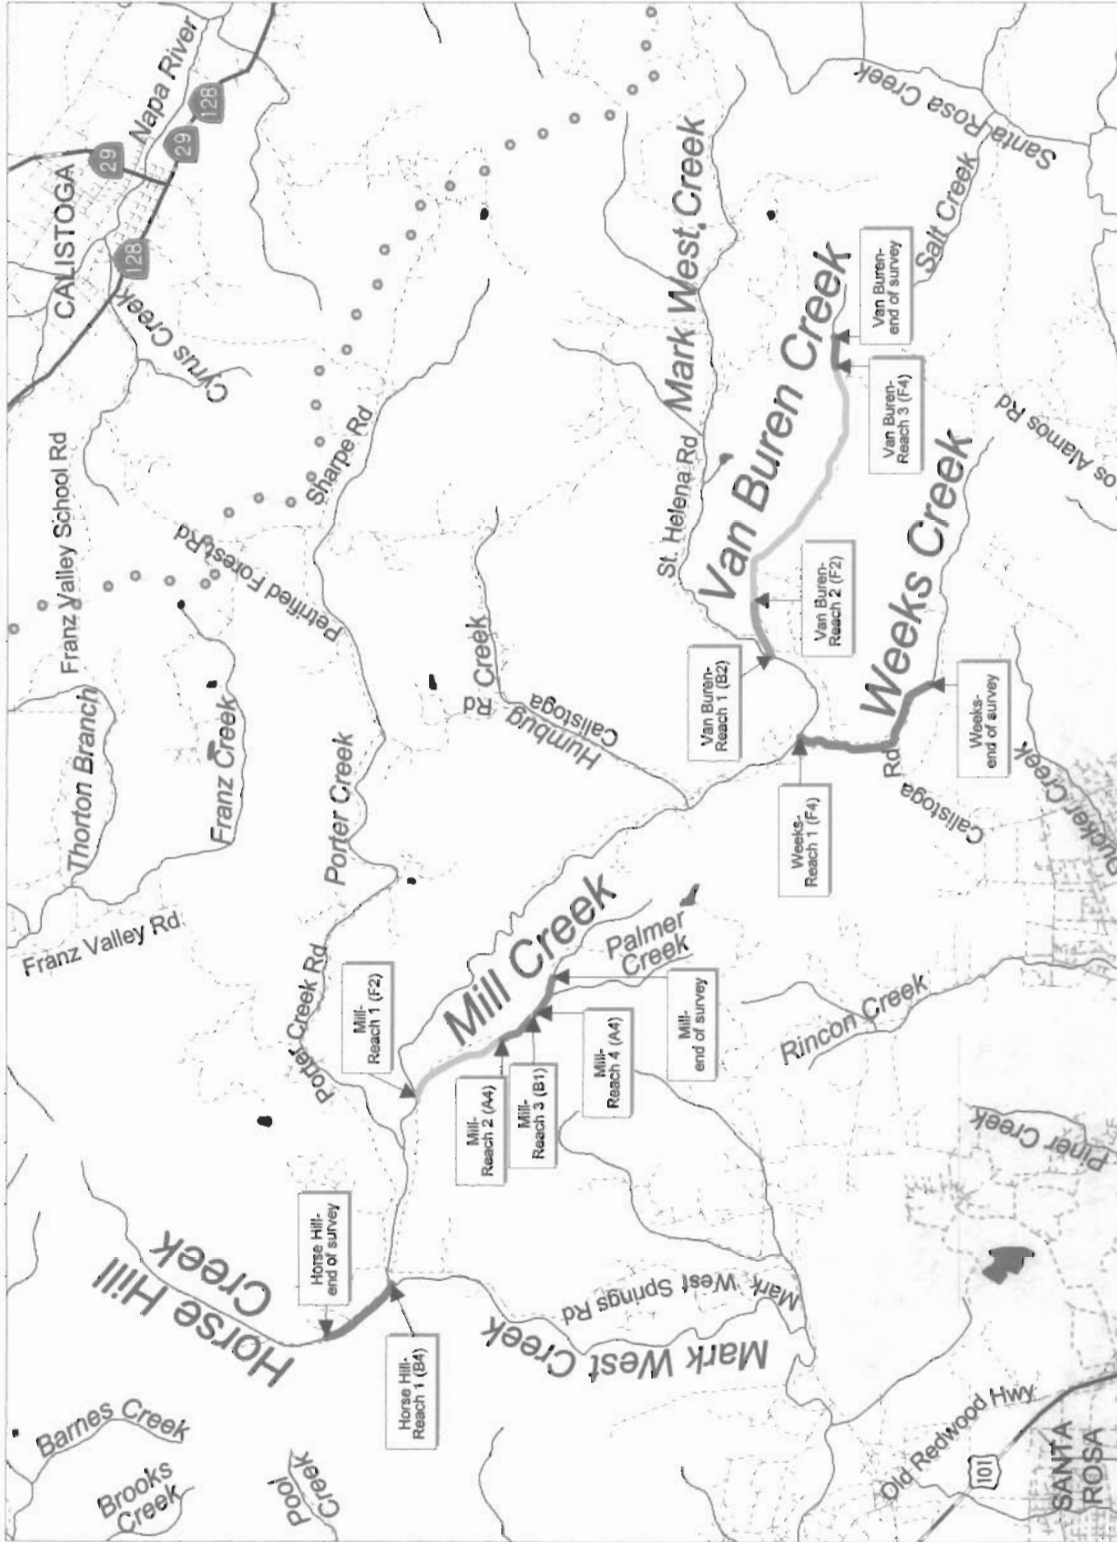 Barnes Creek
Brooks
Creek
Pool
Creek
Horse Hill
Creek
Horse Hill-
end of survey
Horse Hill-
Reach 1 (B4)
Mark West Creek
Mark West Springs Rd
Old Redwood Hwy
101
SANTA
ROSA
Franz Valley Rd
Thorton Branch
Franz Creek
Franz Valley School Rd
Porter Creek Rd
Porter Creek
Petrified Forest Rd
Sharpe Rd
Cyrus Creek
CALISTOGA
128
29
29
128
Napa River
Mill-
Reach 1 (F2)
Mill Creek
Mill-
Reach 2 (A4)
Mill-
Reach 3 (B1)
Mill-
Reach 4 (A4)
Mill-
end of survey
Palmer
Creek
Humbug Creek
Calistoga Rd
Rincon Creek
Piner Creek
St. Helena Rd
Mark West Creek
Van Buren Creek
Van Buren-
Reach 1 (B2)
Van Buren-
Reach 2 (F2)
Van Buren-
Reach 3 (F4)
Van Buren-
end of survey
Weeks Creek
Weeks-
Reach 1 (F4)
Weeks-
end of survey
Calistoga Rd
Creek
os Alamos Rd
Salt Creek
Santa Rosa Creek